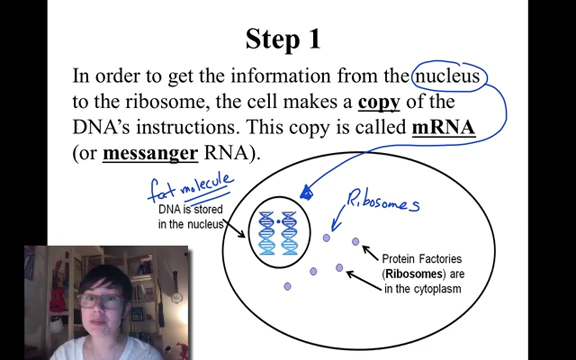 Step 1
In order to get the information from the nucleus
to the ribosome, the cell makes a copy of the
DNA's instructions. This copy is called mRNA
(or messanger RNA).
fat molecule
DNA is stored
in the nucleus
Ribosomes
Protein Factories
(Ribosomes) are
in the cytoplasm